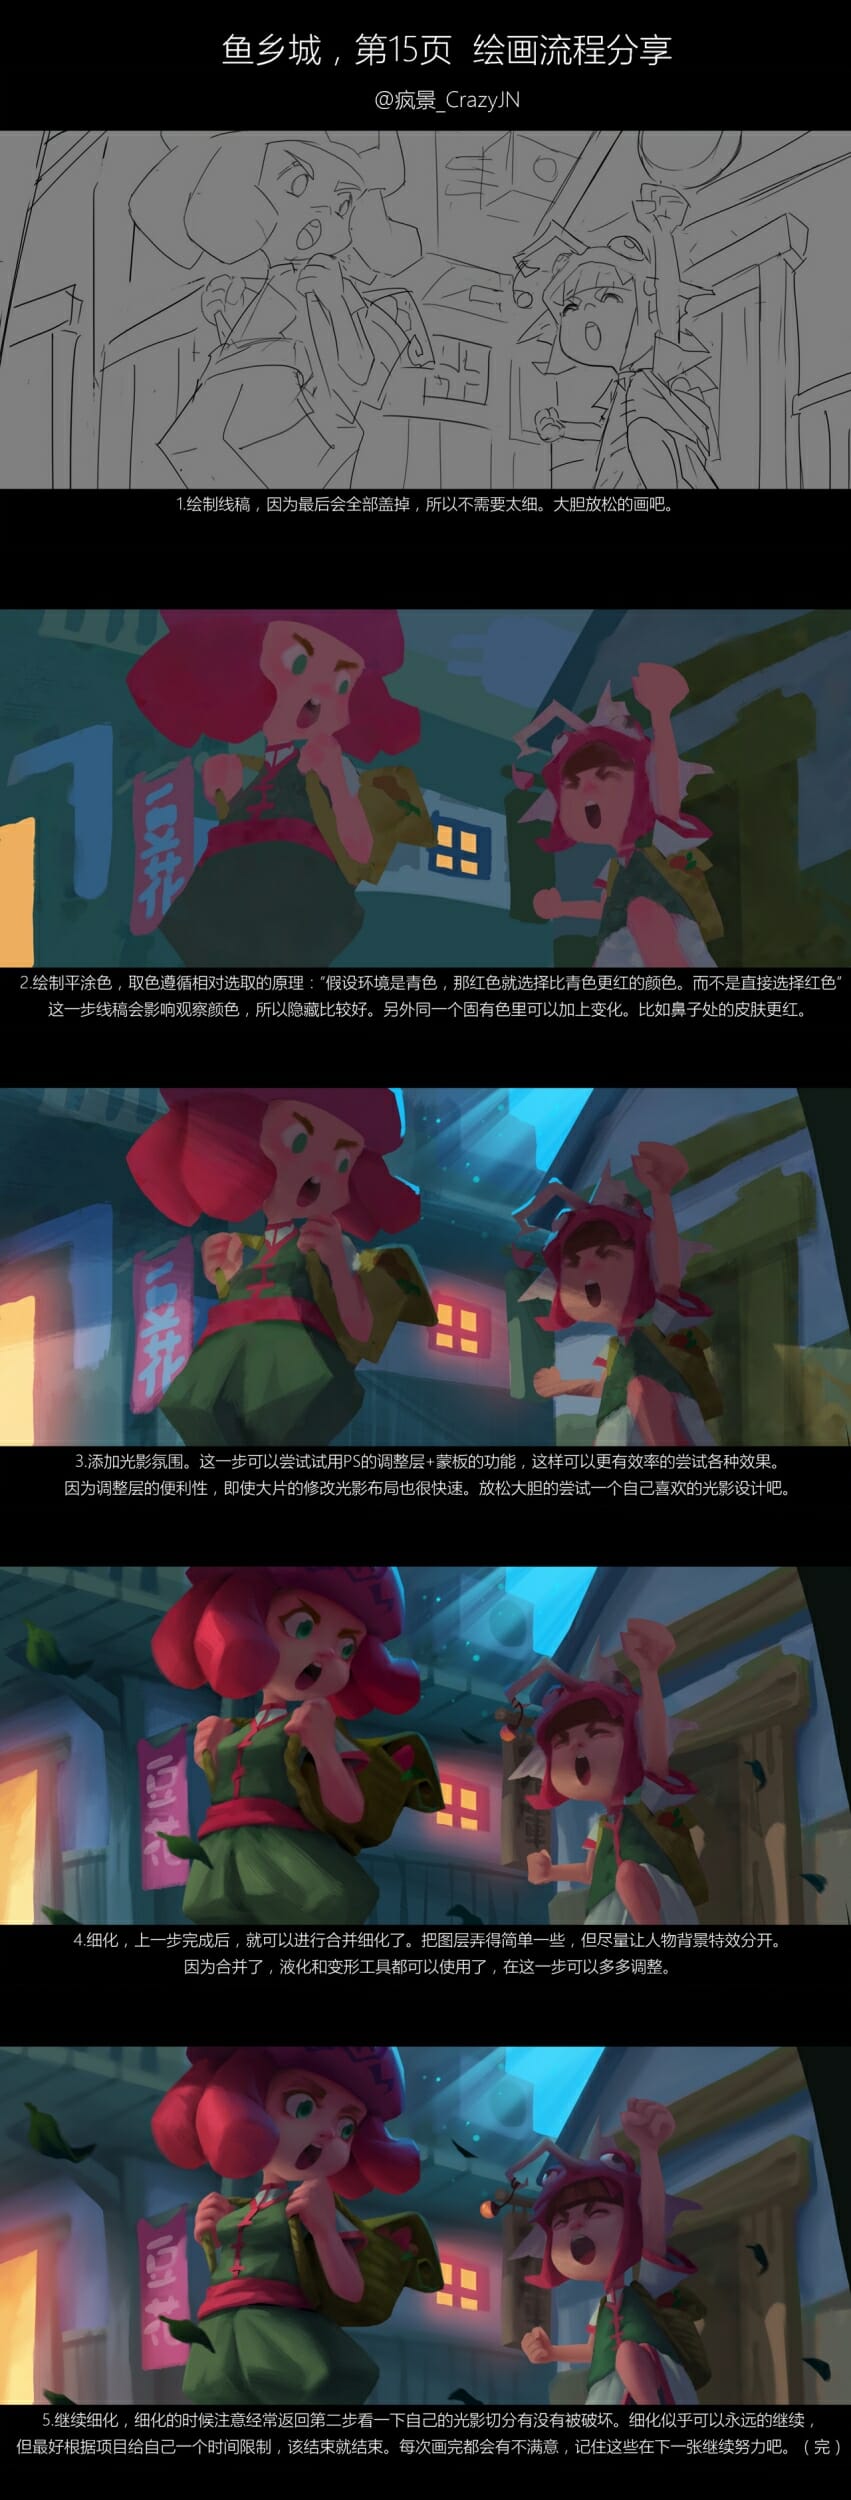 鱼乡城，第15页 绘画流程分享
@疯景_CrazyJN
1.绘制线稿，因为最后会全部盖掉，所以不需要太细。大胆放松的画吧。
豆花
2.绘制平涂色，取色遵循相对选取的原理：“假设环境是青色，那红色就选择比青色更红的颜色。而不是直接选择红色”
这一步线稿会影响观察颜色，所以隐藏比较好。另外同一个固有色里可以加上变化。比如鼻子处的皮肤更红。
豆花
3.添加光影氛围。这一步可以尝试试用PS的调整层+蒙板的功能，这样可以更有效率的尝试各种效果。
因为调整层的便利性，即使大片的修改光影布局也很快速。放松大胆的尝试一个自己喜欢的光影设计吧。
豆花
4.细化，上一步完成后，就可以进行合并细化了。把图层弄得简单一些，但尽量让人物背景特效分开。
因为合并了，液化和变形工具都可以使用了，在这一步可以多多调整。
豆花
5.继续细化，细化的时候注意经常返回第二步看一下自己的光影切分有没有被破坏。细化似乎可以永远的继续，
但最好根据项目给自己一个时间限制，该结束就结束。每次画完都会有不满意，记住这些在下一张继续努力吧。（完）